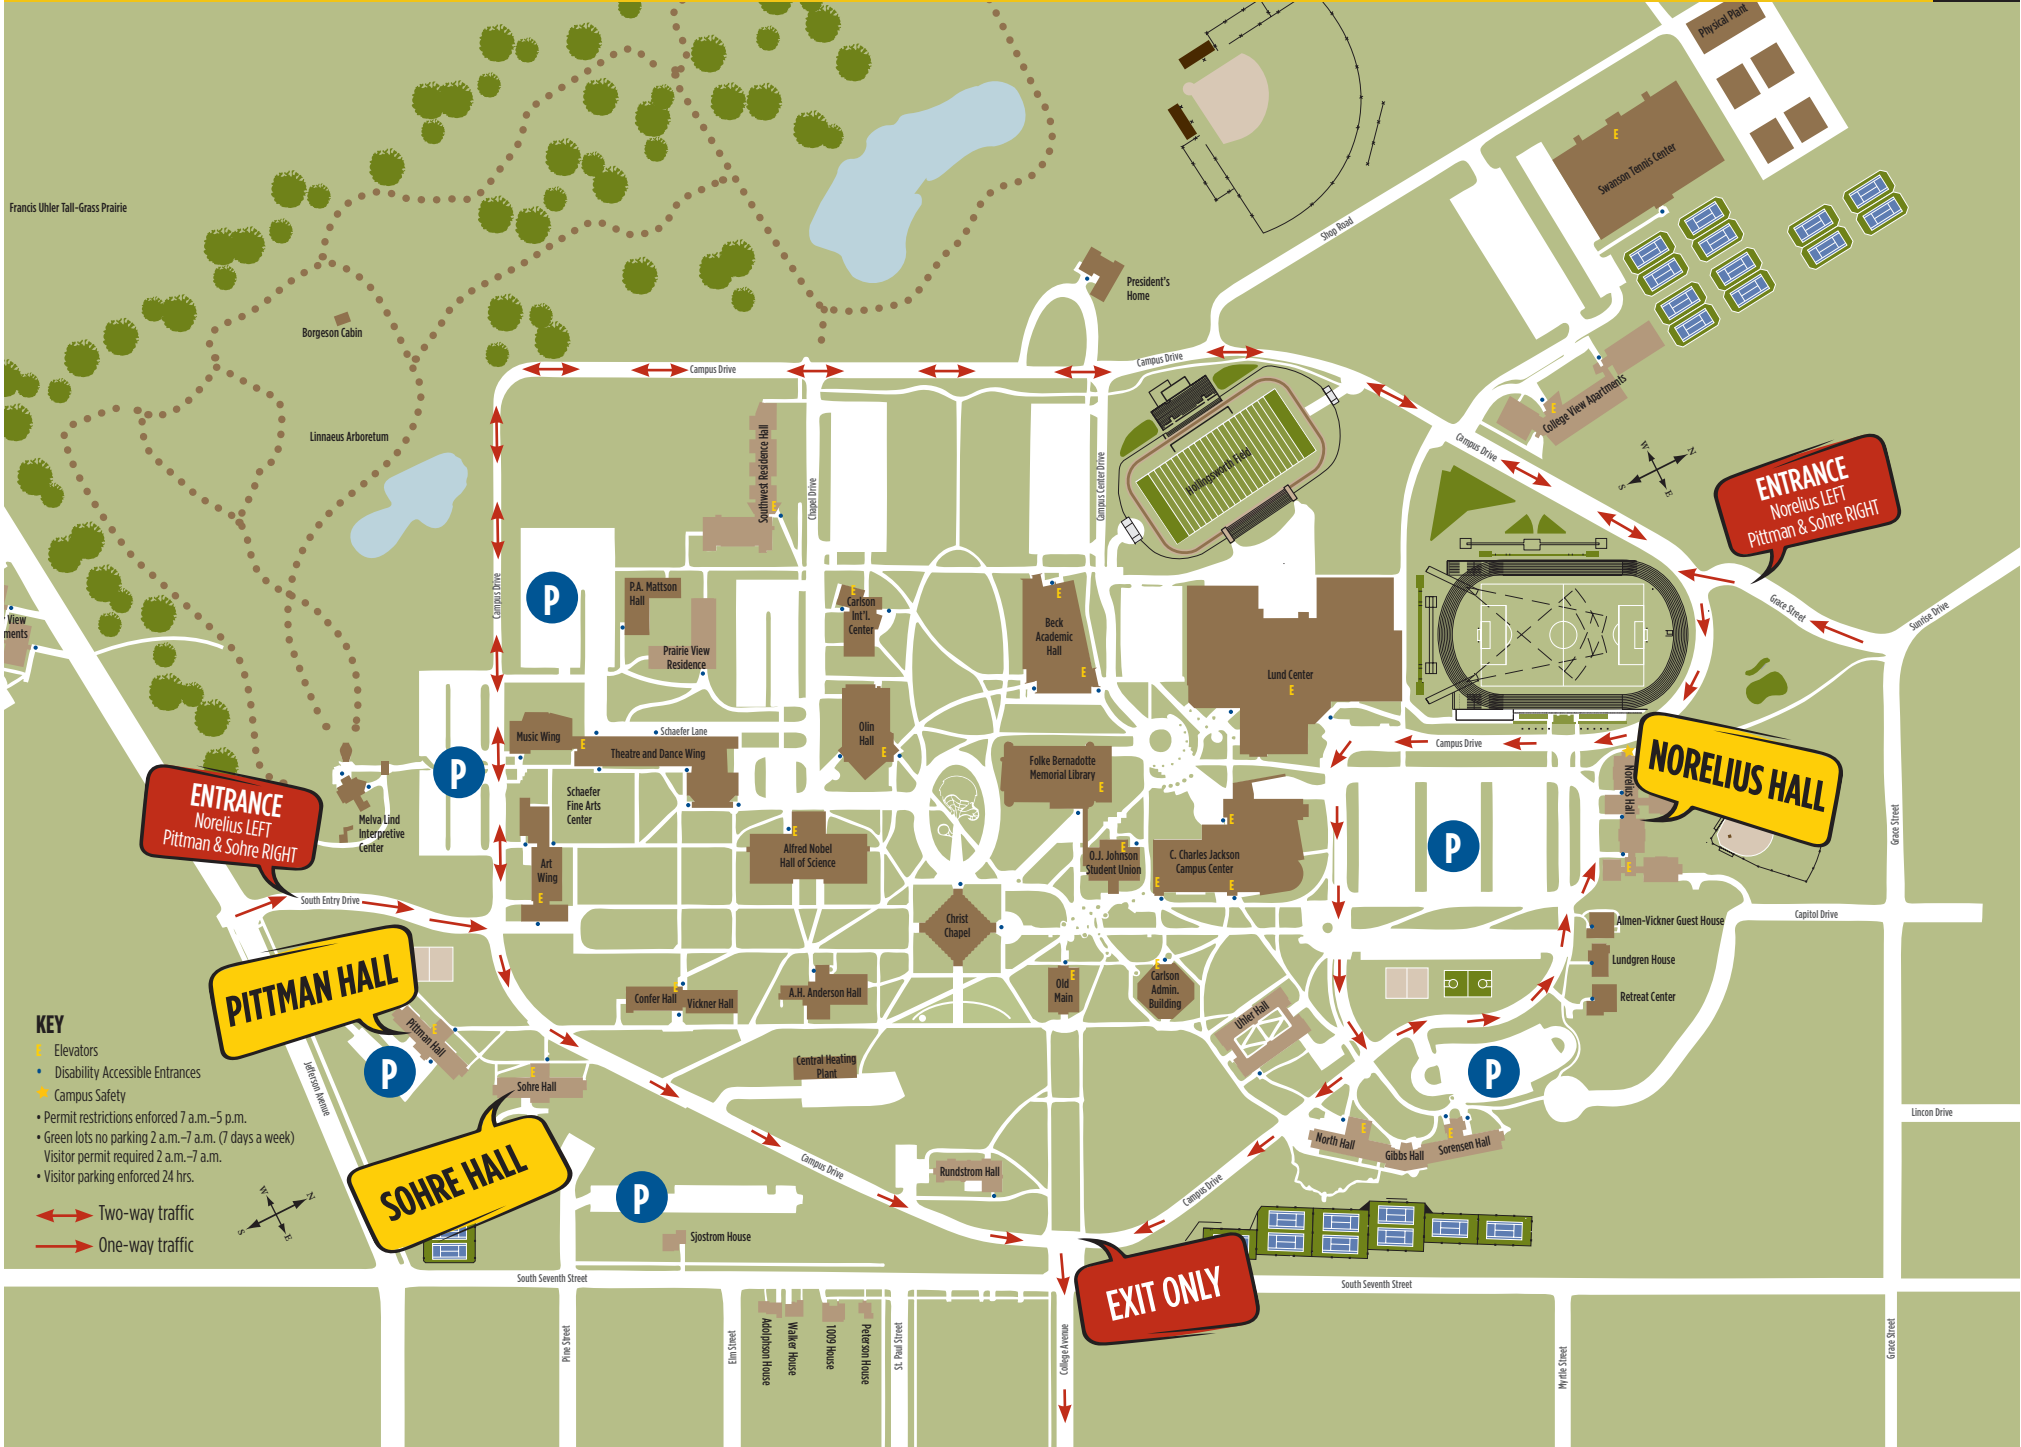 Physical Plant
E
Swanson Tennis Center
Francis Uhler Tall-Grass Prairie
Shop Road
President's
Home
Borgeson Cabin
Campus Drive
Campus Drive
College View Apartments
E
Linnaeus Arboretum
Southwest Residence Hall
E
Chapel Drive
Campus Center Drive
Hollingsworth Field
Campus Drive
W
N
S
E
ENTRANCE
Norelius LEFT
Pittman & Sohre RIGHT
Campus Drive
P
P.A. Mattson
Hall
Prairie View
Residence
E
Carlson
Int'l.
Center
E
Beck
Academic
Hall
E
Lund Center
E
Grace Street
Sunrise Drive
View
ments
Music Wing
E
Schaefer Lane
Theatre and Dance Wing
Olin
Hall
E
Folke Bernadotte
Memorial Library
E
Campus Drive
Norelius Hall
NORELIUS HALL
P
Schaefer
Fine Arts
Center
ENTRANCE
Norelius LEFT
Pittman & Sohre RIGHT
Melva Lind
Interpretive
Center
Art
Wing
E
E
Alfred Nobel
Hall of Science
E
O.J. Johnson
Student Union
E
C. Charles Jackson
Campus Center
E
E
P
E
Grace Street
South Entry Drive
Christ
Chapel
Almen-Vickner Guest House
Capitol Drive
Lundgren House
Retreat Center
PITTMAN HALL
E
Confer Hall
Vickner Hall
A.H. Anderson Hall
E
Old
Main
E
Carlson
Admin.
Building
Uhler Hall
E
Pittman Hall
P
Jefferson Avenue
E
Sohre Hall
Central Heating
Plant
P
KEY
E Elevators
• Disability Accessible Entrances
Campus Safety
• Permit restrictions enforced 7 a.m.–5 p.m.
• Green lots no parking 2 a.m.–7 a.m. (7 days a week)
Visitor permit required 2 a.m.–7 a.m.
• Visitor parking enforced 24 hrs.
W
N
S
E
Two-way traffic
One-way traffic
SOHRE HALL
Campus Drive
Rundstrom Hall
E
North Hall
Gibbs Hall
E
Sorensen Hall
Lincon Drive
P
Campus Drive
Sjostrom House
EXIT ONLY
South Seventh Street
South Seventh Street
Pine Street
Elm Street
Adolphson House
Walker House
1009 House
Peterson House
St. Paul Street
College Avenue
Myrtle Street
Grace Street